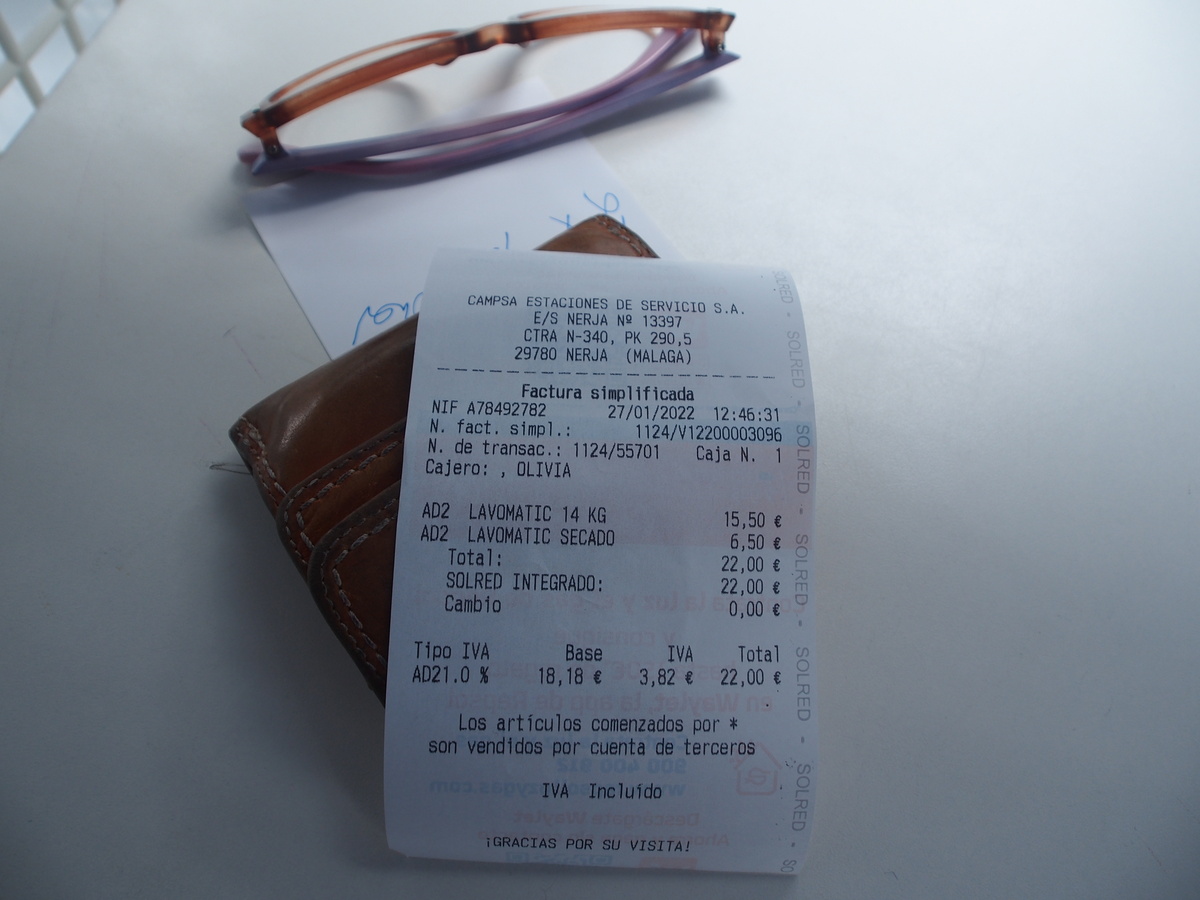 CAMPSA ESTACIONES DE SERVICIO S.A.
E/S NERJA Nº 13397
CTRA N-340, PK 290,5
29780 NERJA (MALAGA)
Factura simplificada
NIF A78492782 27/01/2022 12:46:31
N. fact. simpl.: 1124/V12200003096
N. de transac.: 1124/55701 Caja N. 1
Cajero: , OLIVIA
AD2 LAVOMATIC 14 KG 15,50 €
AD2 LAVOMATIC SECADO 6,50 €
Total: 22,00 €
SOLRED INTEGRADO: 22,00 €
Cambio 0,00 €
Tipo IVA Base IVA Total
AD21.0 % 18,18 € 3,82 € 22,00 €
Los artículos comenzados por *
son vendidos por cuenta de terceros
IVA Incluido
¡GRACIAS POR SU VISITA!
SOLRED - SOLRED - SOLRED - SOLRED - SOLRED - SOLRED - SO